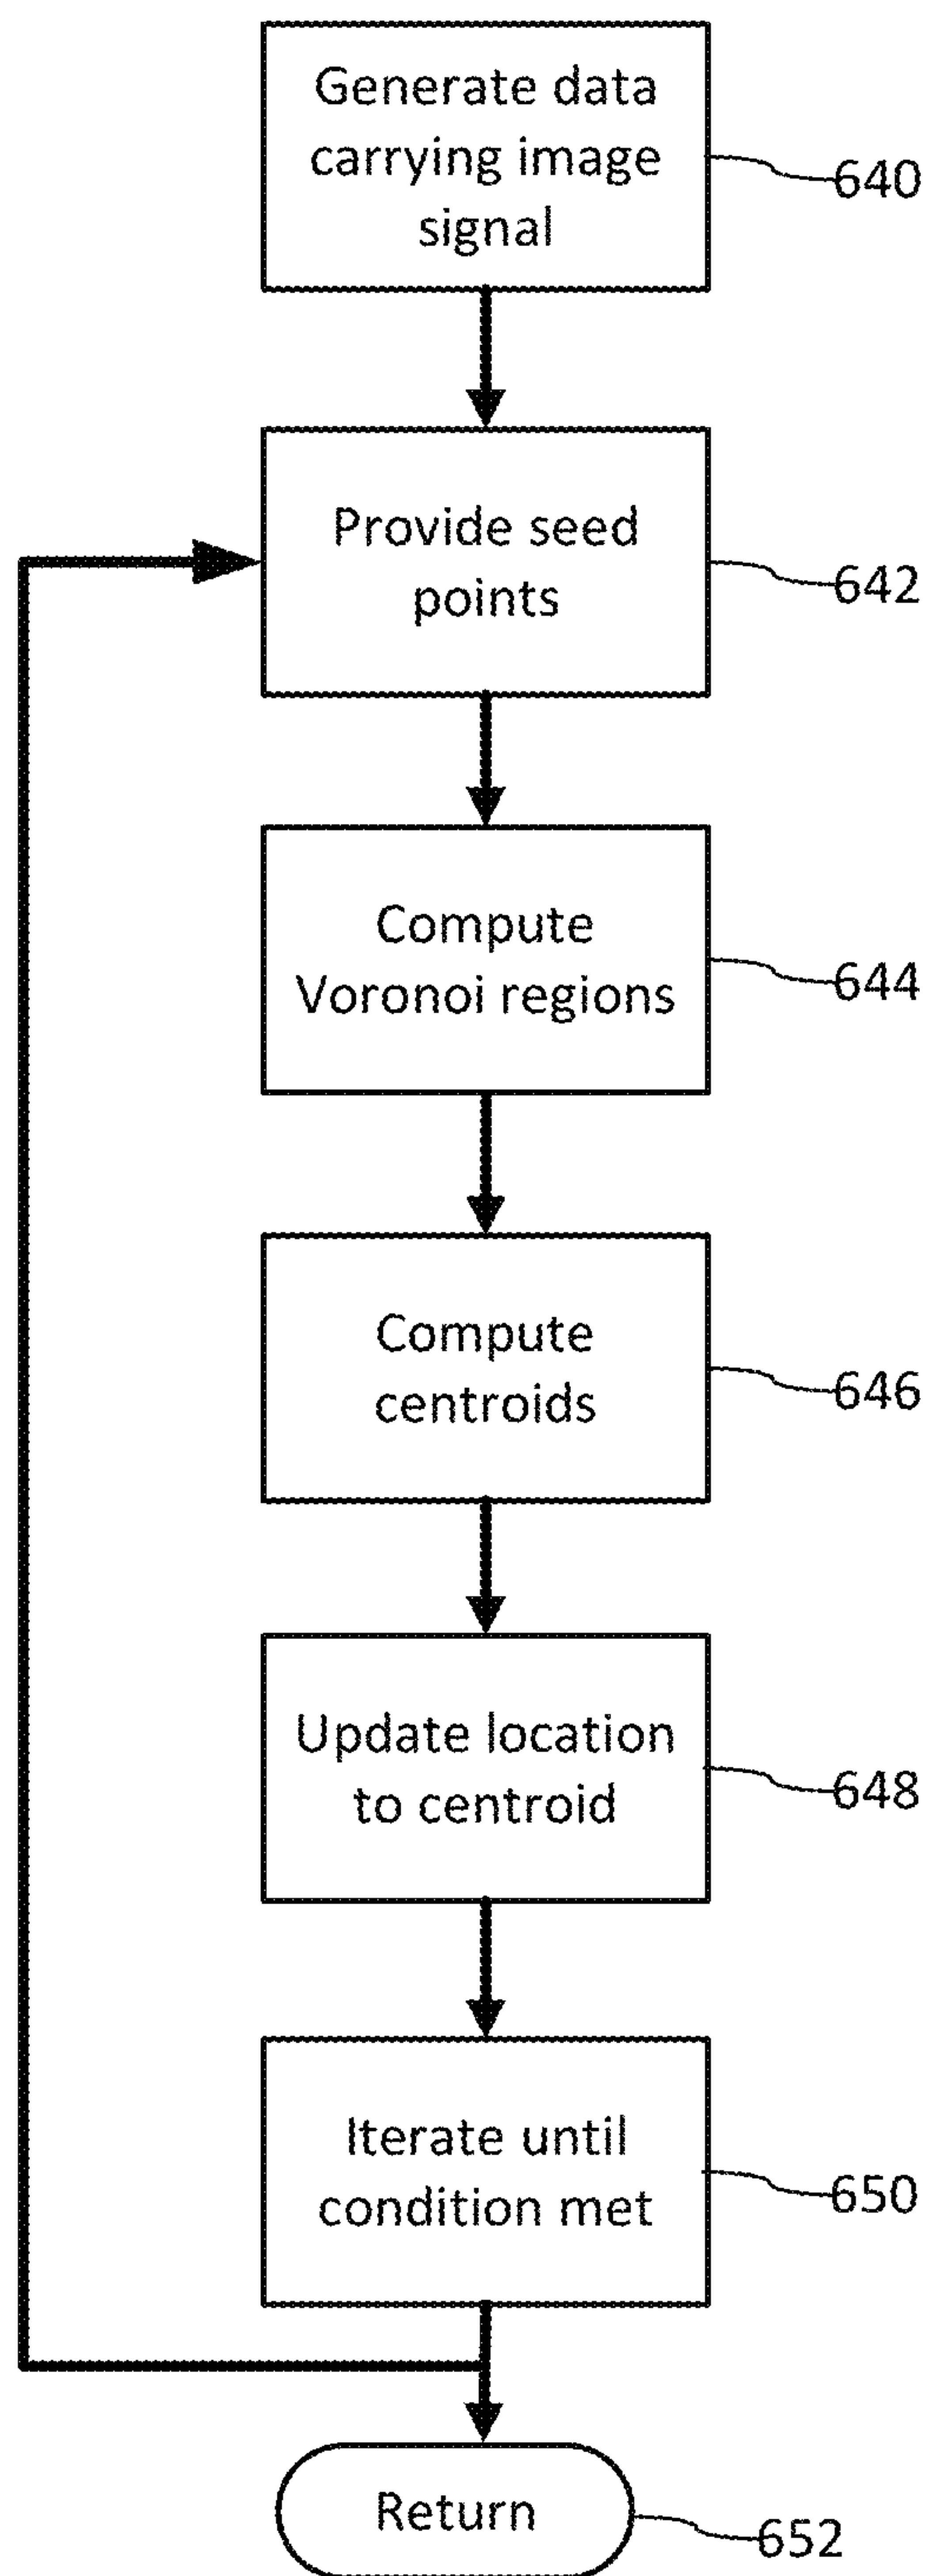 Generate data
carrying image
signal
640
Provide seed
points
642
Compute
Voronoi regions
644
Compute
centroids
646
Update location
to centroid
648
Iterate until
condition met
650
Return
652